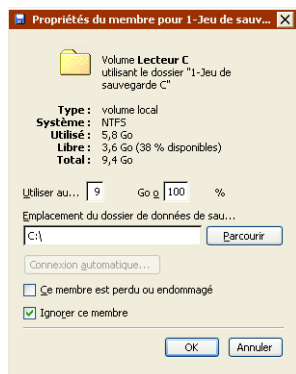 Propriétés du membre pour 1-Jeu de sauv...
Volume Lecteur C
utilisant le dossier "1-Jeu de
sauvegarde C"
Type : volume local
Système : NTFS
Utilisé : 5,8 Go
Libre : 3,6 Go (38 % disponibles)
Total : 9,4 Go
Utiliser au... 9 Go o 100 %
Emplacement du dossier de données de sau...
C:\ Parcourir
Connexion automatique...
Ce membre est perdu ou endommagé
Ignorer ce membre
OK Annuler